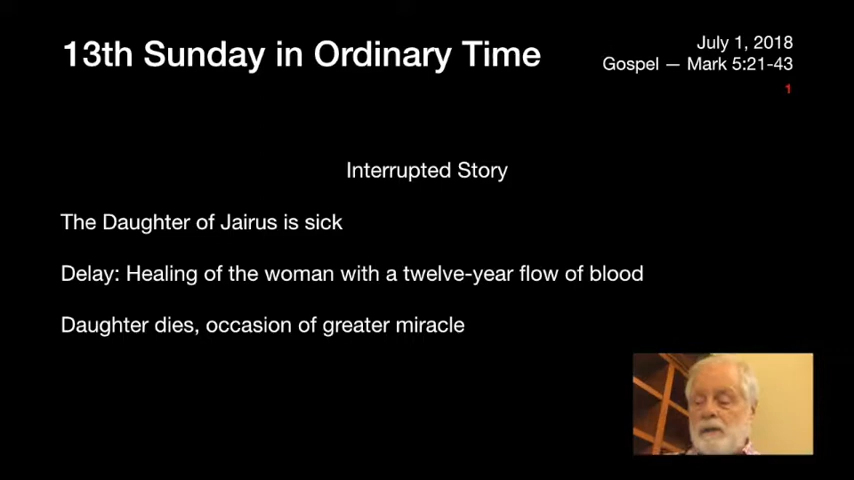 13th Sunday in Ordinary Time
July 1, 2018
Gospel — Mark 5:21-43
1
Interrupted Story
The Daughter of Jairus is sick
Delay: Healing of the woman with a twelve-year flow of blood
Daughter dies, occasion of greater miracle